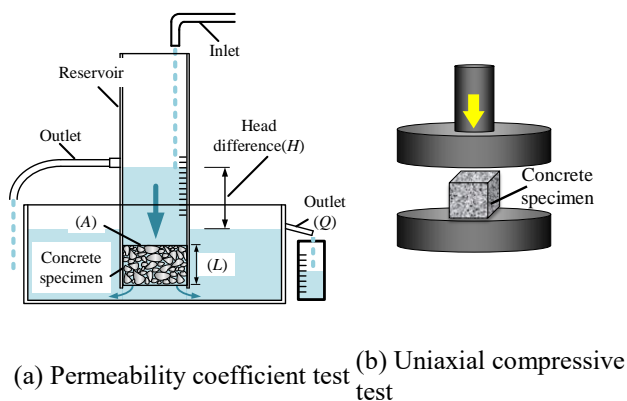 Inlet
Reservoir
Outlet
Head
difference(H)
Outlet
(Q)
(A)
Concrete
specimen
(L)
Concrete
specimen
(a) Permeability coefficient test
(b) Uniaxial compressive
test